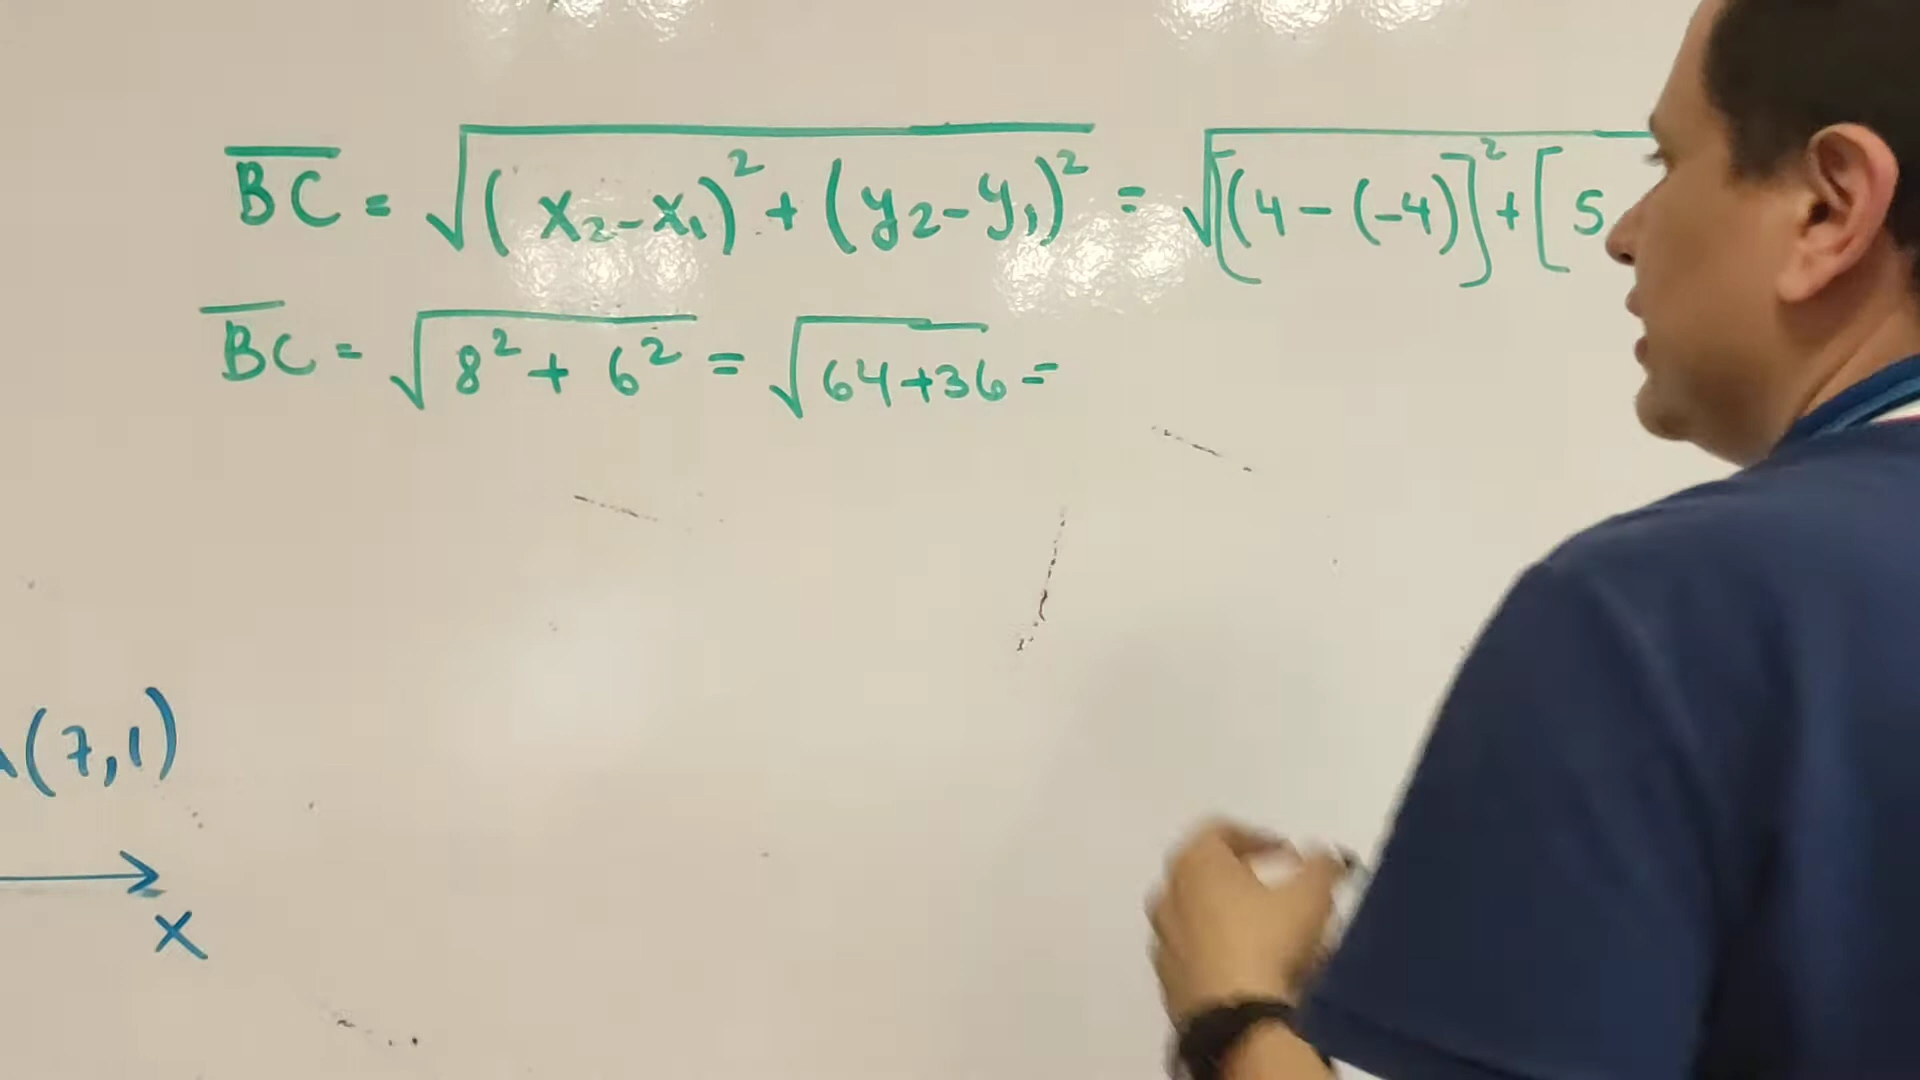 BC = √(x₂-x₁)² + (y₂-y₁)² = √[(4-(-4)]² + [5
BC = √8² + 6² = √64+36 =
(7,1)
x